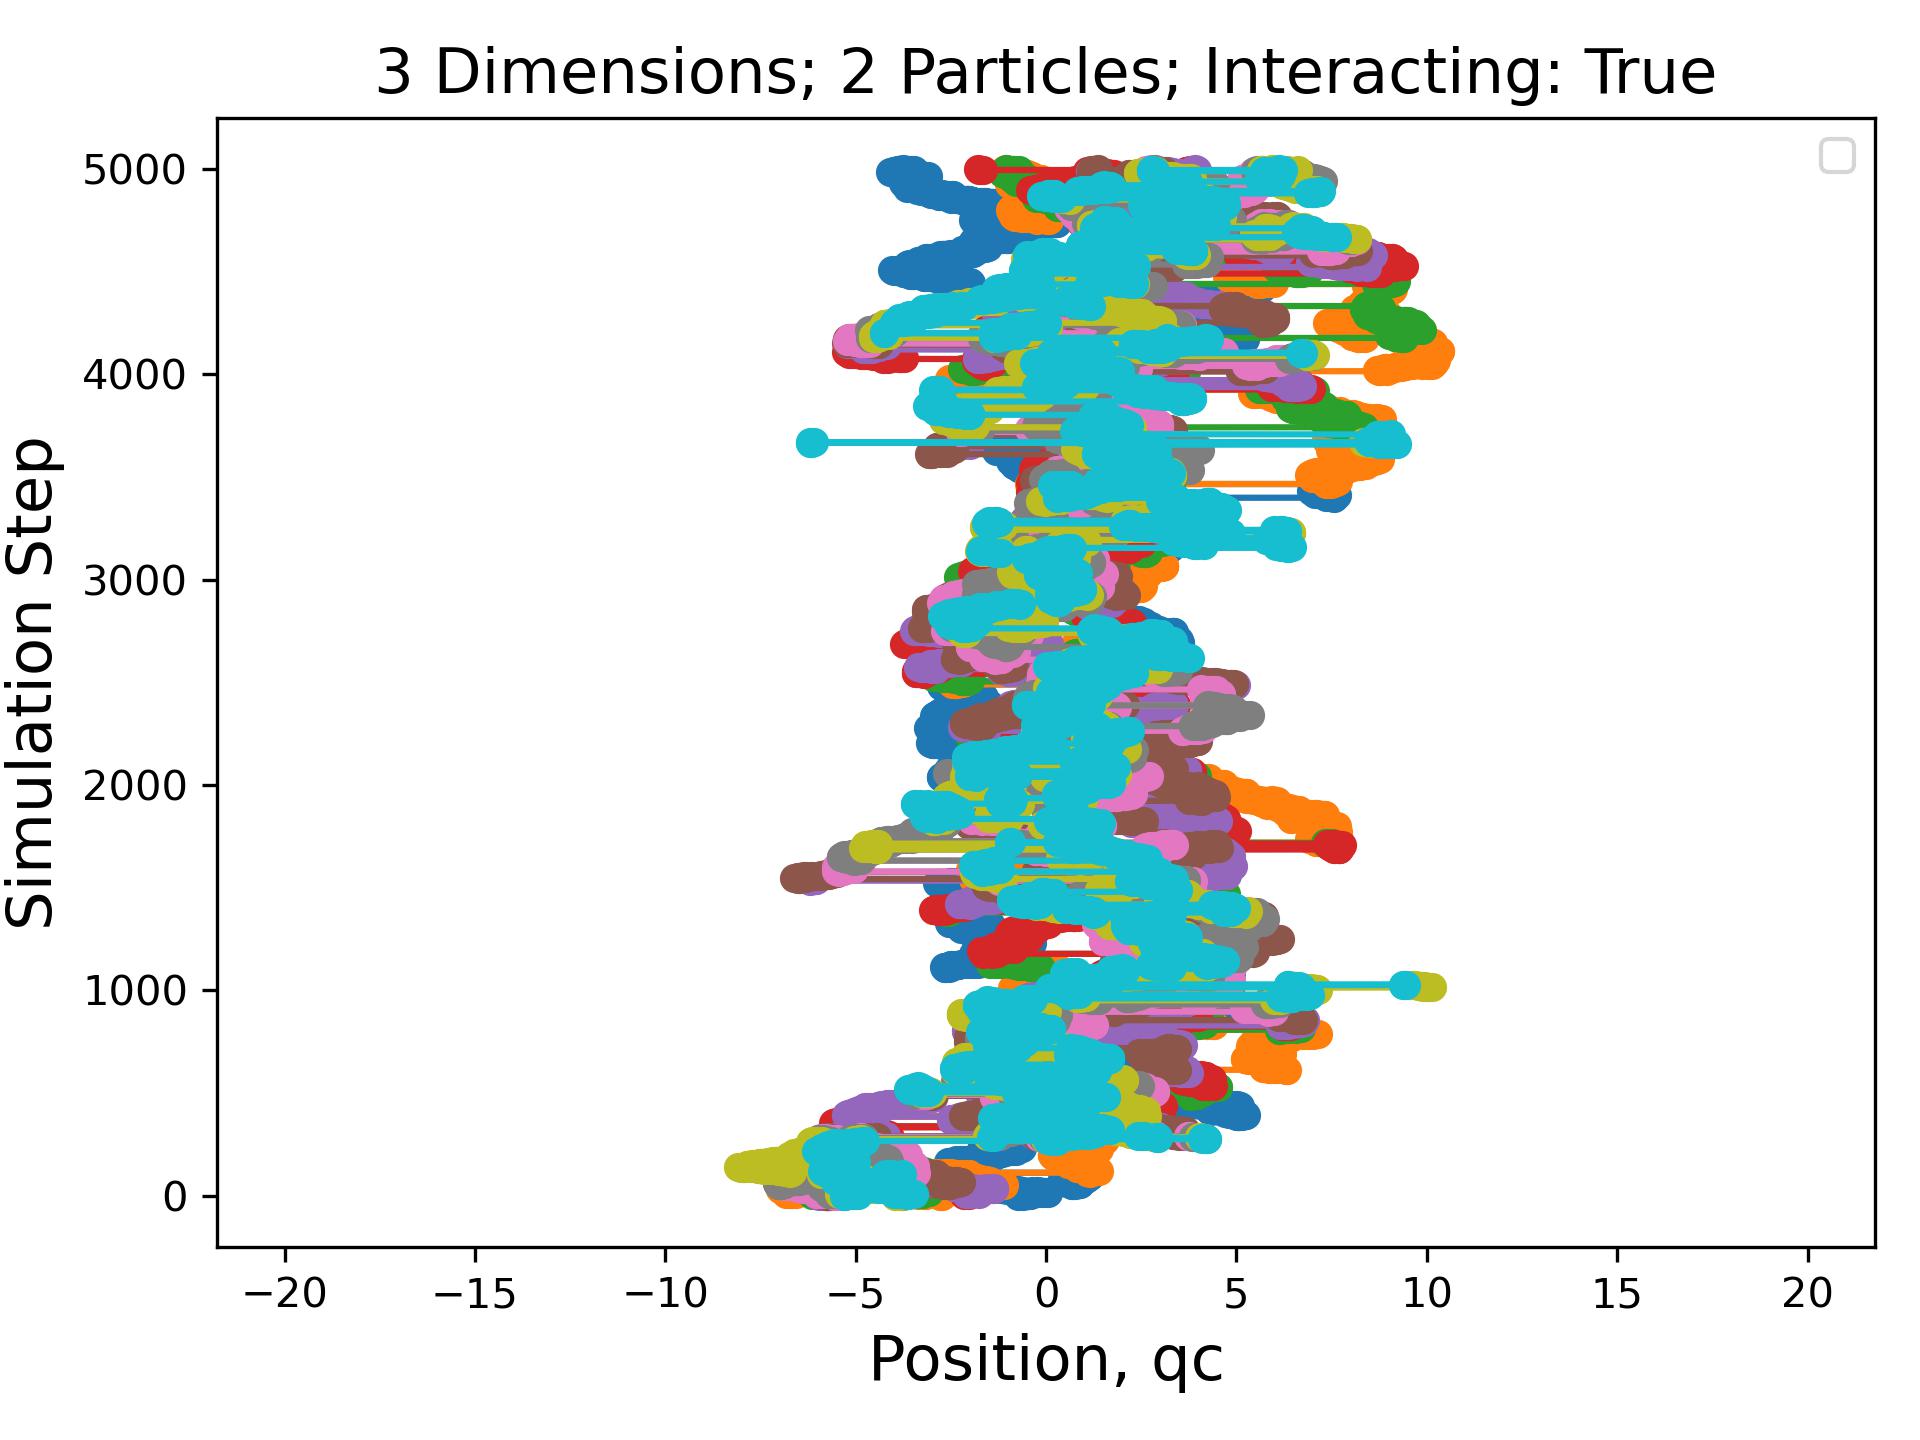 3 Dimensions; 2 Particles; Interacting: True
Simulation Step
5000
4000
3000
2000
1000
0
−20 −15 −10 −5 0 5 10 15 20
Position, qc